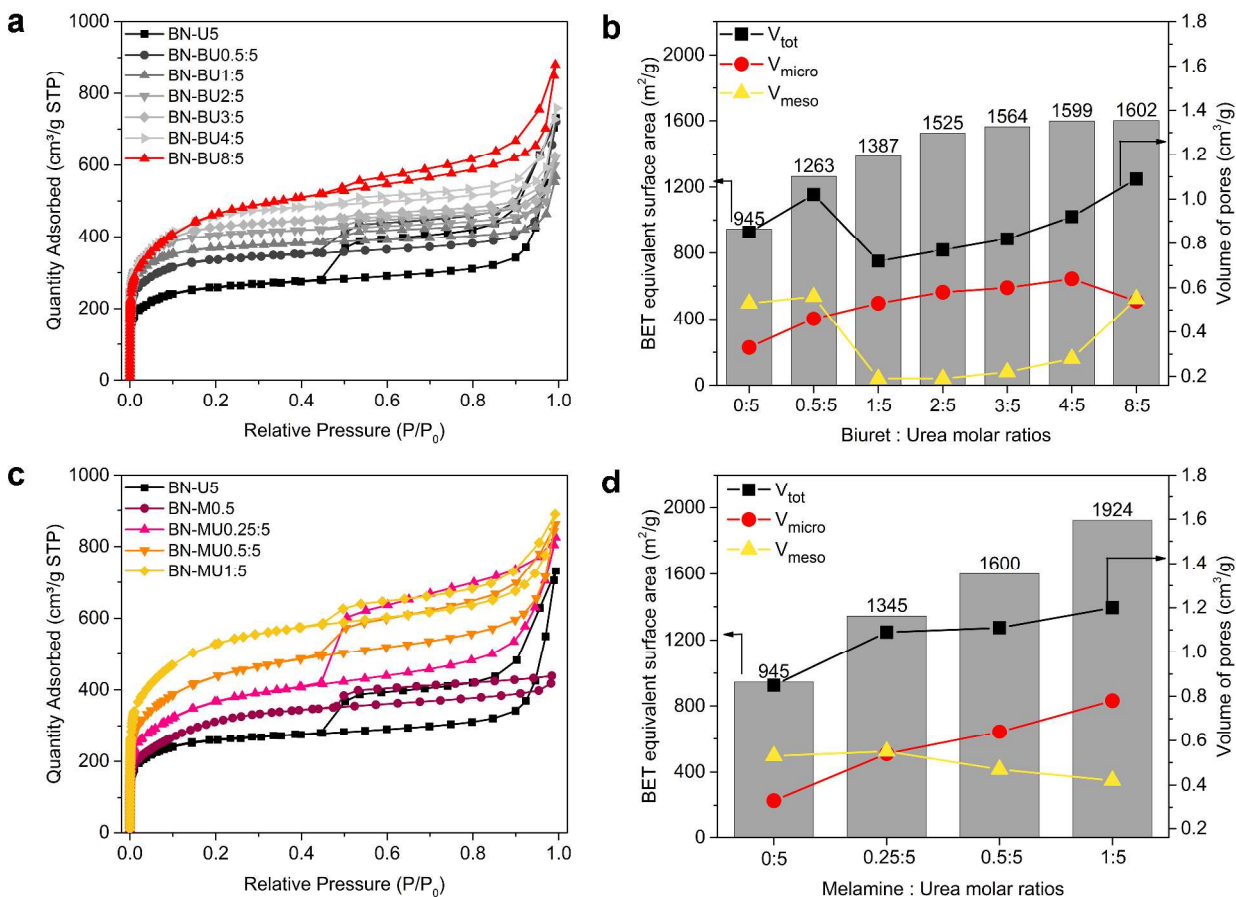 a
1000
800
600
400
200
0
Quantity Adsorbed (cm³/g STP)
BN-U5
BN-BU0.5:5
BN-BU1:5
BN-BU2:5
BN-BU3:5
BN-BU4:5
BN-BU8:5
0.0 0.2 0.4 0.6 0.8 1.0
Relative Pressure (P/P₀)
b
2000
1600
1200
800
400
0
BET equivalent surface area (m²/g)
V_tot
V_micro
V_meso
945 1263 1387 1525 1564 1599 1602
1.8
1.6
1.4
1.2
1.0
0.8
0.6
0.4
0.2
Volume of pores (cm³/g)
0:5 0.5:5 1:5 2:5 3:5 4:5 8:5
Biuret : Urea molar ratios
c
1000
800
600
400
200
0
Quantity Adsorbed (cm³/g STP)
BN-U5
BN-M0.5
BN-MU0.25:5
BN-MU0.5:5
BN-MU1:5
0.0 0.2 0.4 0.6 0.8 1.0
Relative Pressure (P/P₀)
d
2000
1600
1200
800
400
0
BET equivalent surface area (m²/g)
V_tot
V_micro
V_meso
945 1345 1600 1924
1.8
1.6
1.4
1.2
1.0
0.8
0.6
0.4
0.2
Volume of pores (cm³/g)
0:5 0.25:5 0.5:5 1:5
Melamine : Urea molar ratios